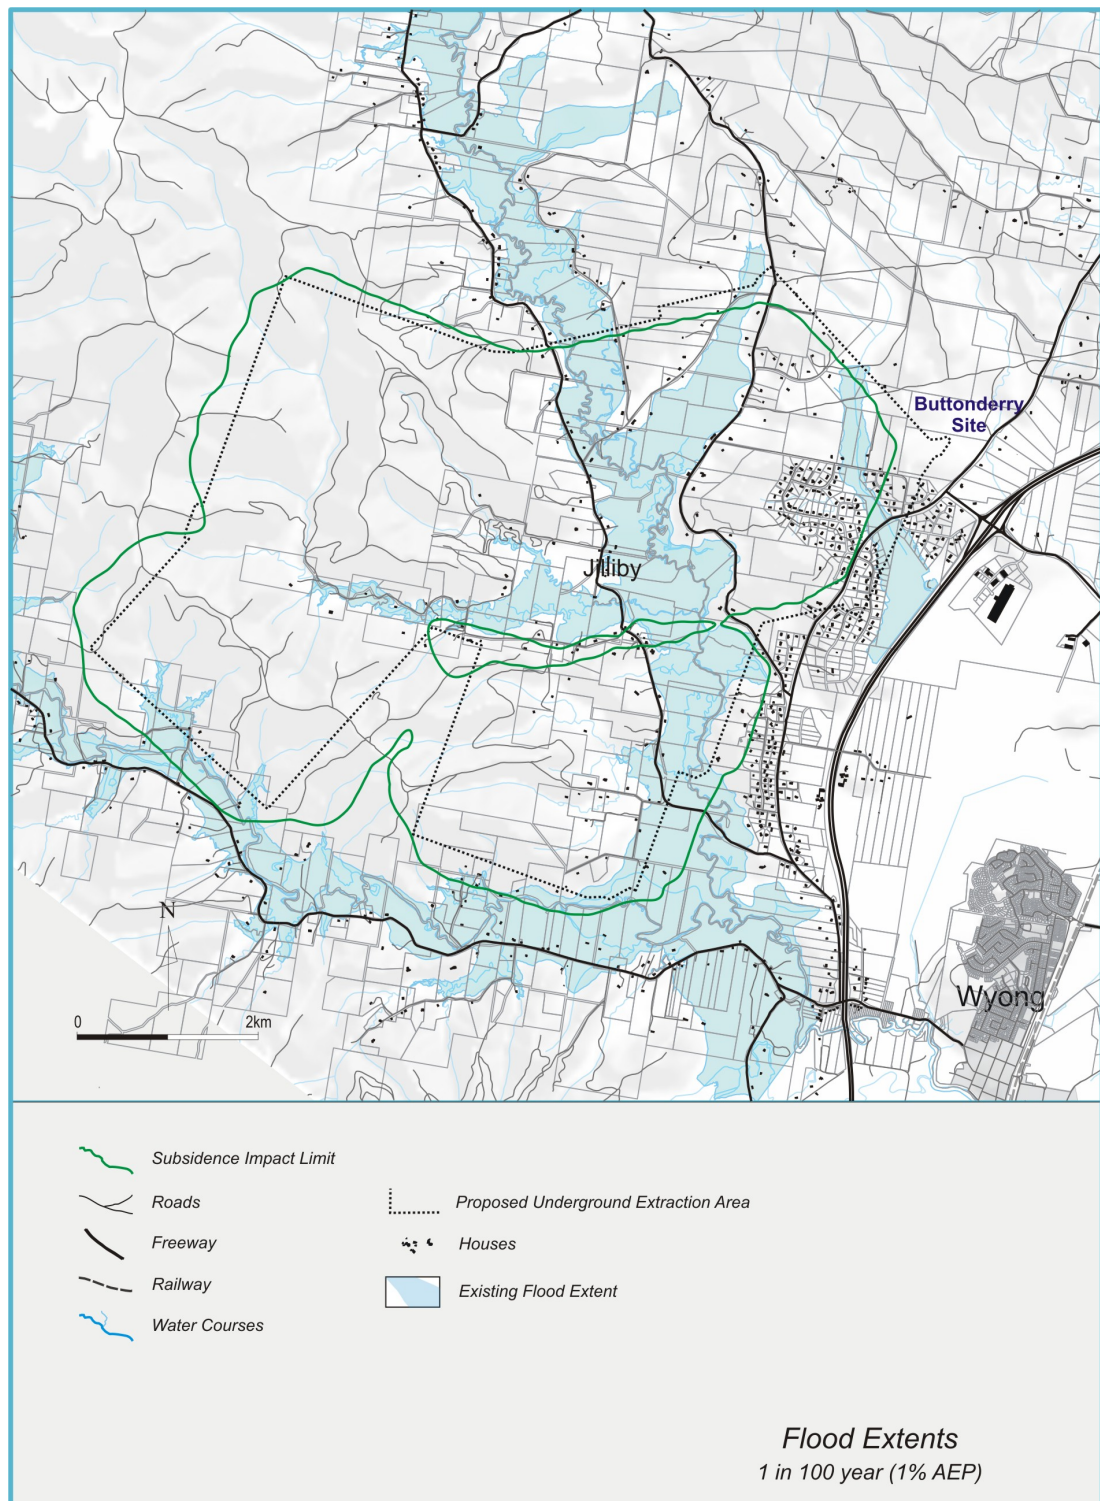 Buttonderry
Site
Jilliby
N
0
2km
Wyong
Subsidence Impact Limit
Roads
Proposed Underground Extraction Area
Freeway
Houses
Railway
Existing Flood Extent
Water Courses
Flood Extents
1 in 100 year (1% AEP)